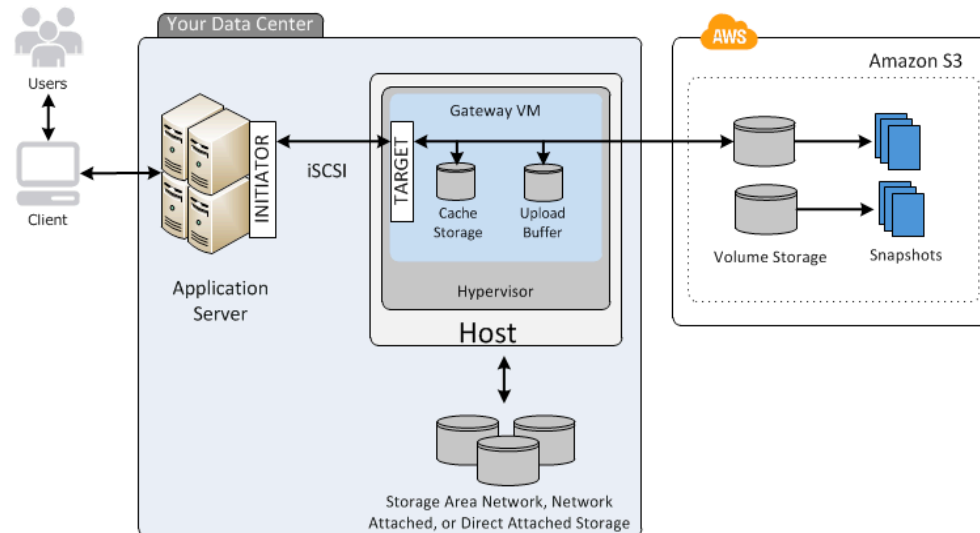 Your Data Center
AWS
Amazon S3
Users
Client
INITIATOR
iSCSI
TARGET
Gateway VM
Cache
Storage
Upload
Buffer
Hypervisor
Host
Application
Server
Volume Storage
Snapshots
Storage Area Network, Network
Attached, or Direct Attached Storage